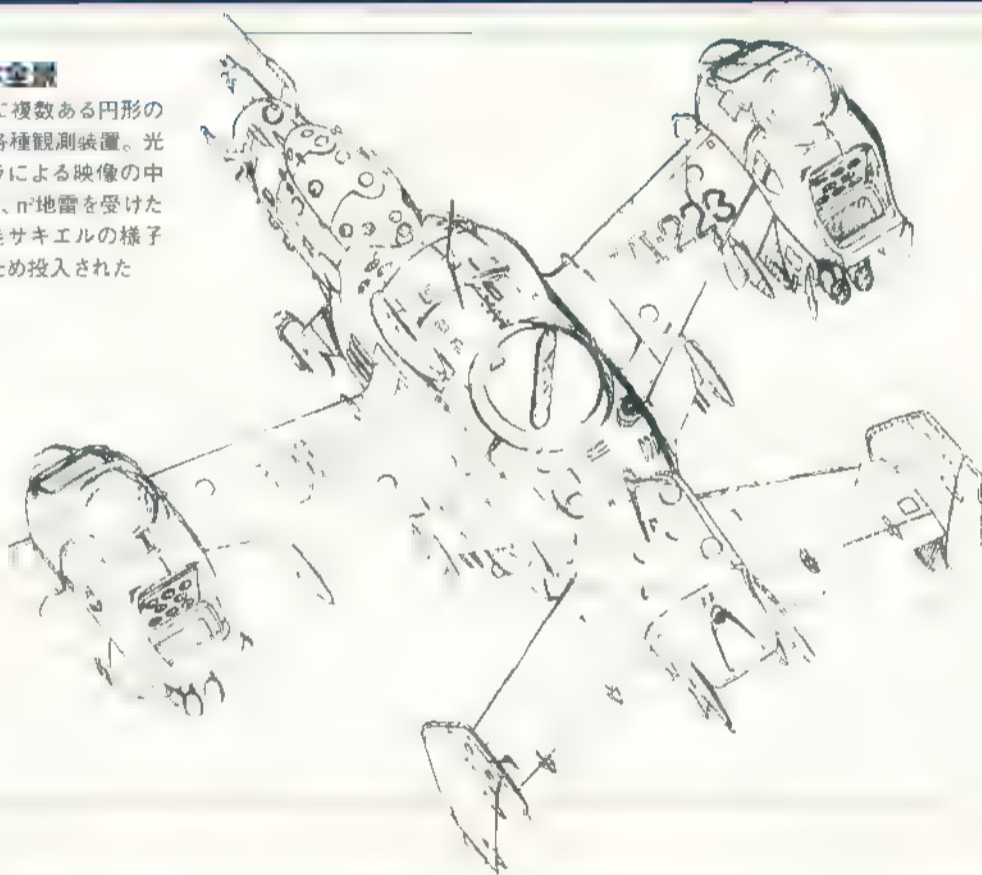 に複数ある円形の
各種観測装置。光
ラによる映像の中
、n²地雷を受けた
モサキエルの様子
ため投入された
223